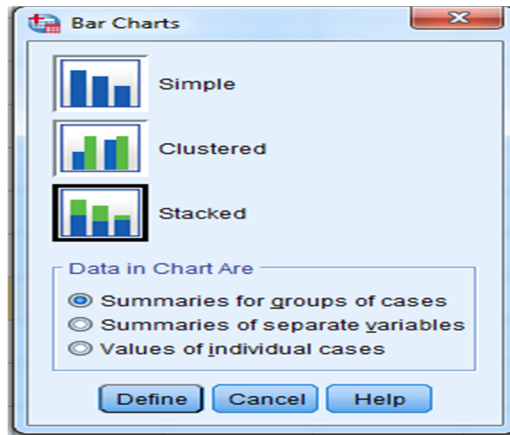 Bar Charts
Simple
Clustered
Stacked
Data in Chart Are
Summaries for groups of cases
Summaries of separate variables
Values of individual cases
Define Cancel Help